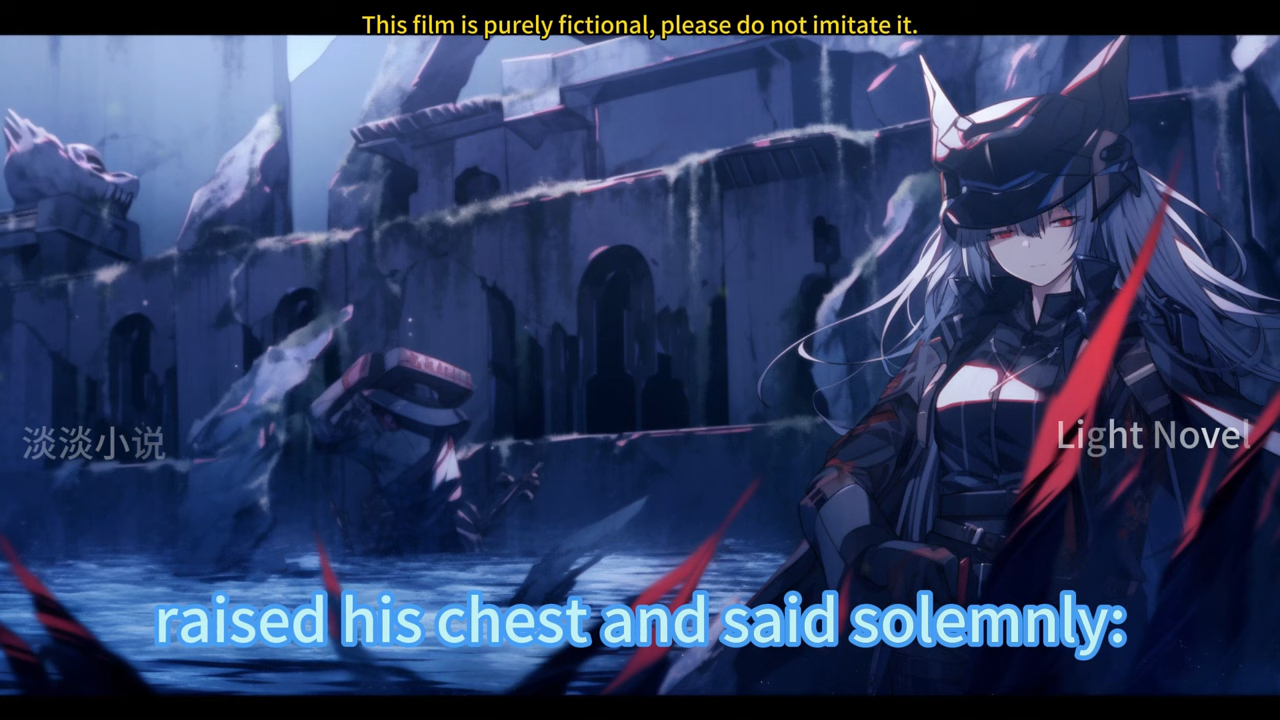 This film is purely fictional, please do not imitate it.
淡淡小说
Light Novel
raised his chest and said solemnly: